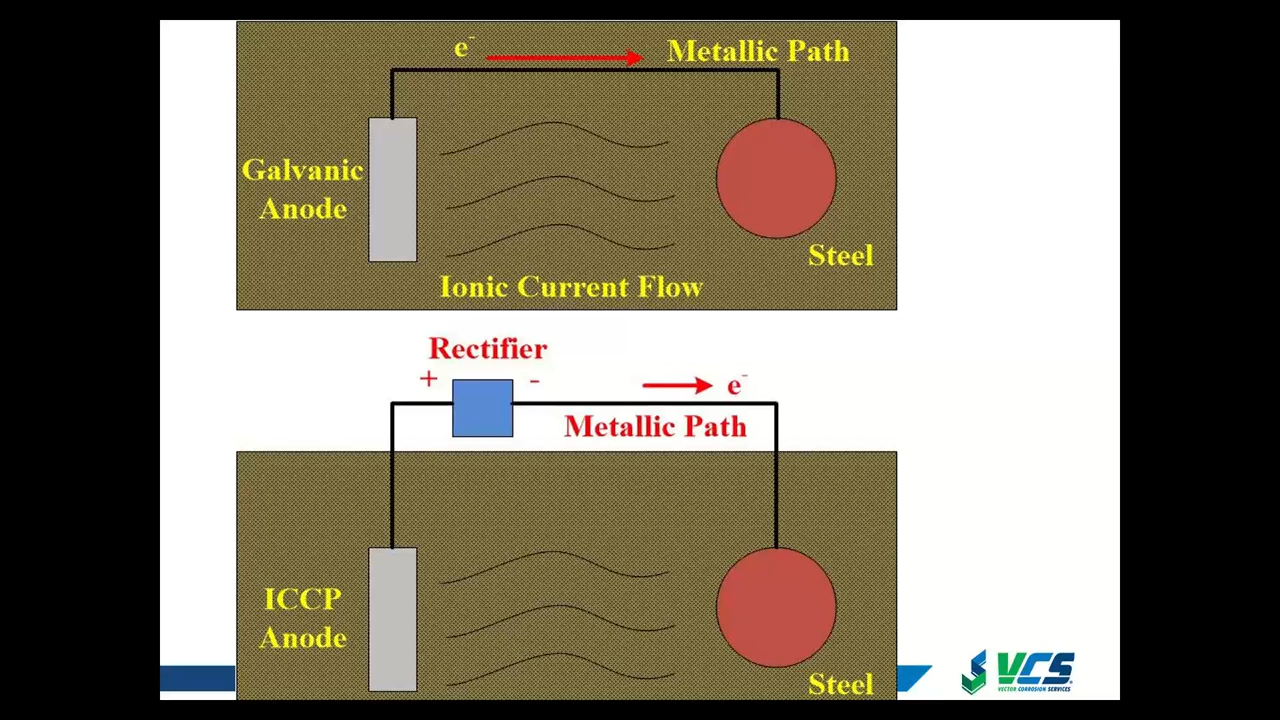 e⁻
Metallic Path
Galvanic
Anode
Steel
Ionic Current Flow
Rectifier
+
-
e⁻
Metallic Path
ICCP
Anode
Steel
VCS
VECTOR CORROSION SERVICES